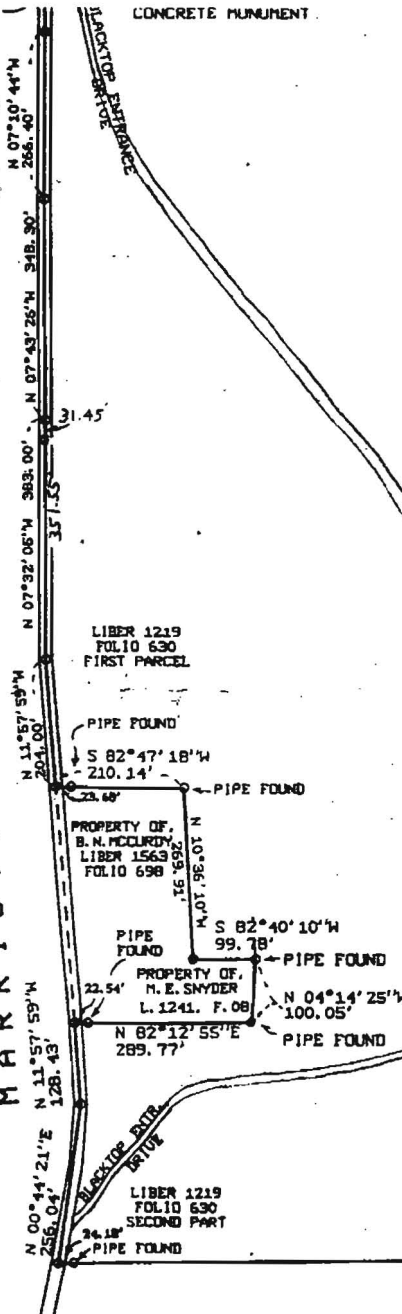 CONCRETE MUNUMENT
BLACKTOP ENTRANCE
DRIVE
N 07°10'44"W
266.40'
N 07°43'26"W 348.30'
31.45'
N 07°32'06"W 383.00'
351.55
LIBER 1219
FOLIO 630
FIRST PARCEL
N 11°57'59"W
204.00'
PIPE FOUND
S 82°47'18"W
210.14'
23.68'
PIPE FOUND
PROPERTY OF.
B. N. MCCURDY
LIBER 1563
FOLIO 698
N 10°36'10"W
269.91'
S 82°40'10"W
99.78'
PIPE FOUND
PIPE
FOUND
PROPERTY OF.
M. E. SNYDER
L. 1241. F. 08
22.54'
N 04°14'25"W
100.05'
PIPE FOUND
N 82°12'55"E
289.77'
M A R R
N 11°57'59"W
128.43'
BLACKTOP ENTR.
DRIVE
N 00°44'21"E
256.04'
LIBER 1219
FOLIO 630
SECOND PART
24.18'
PIPE FOUND